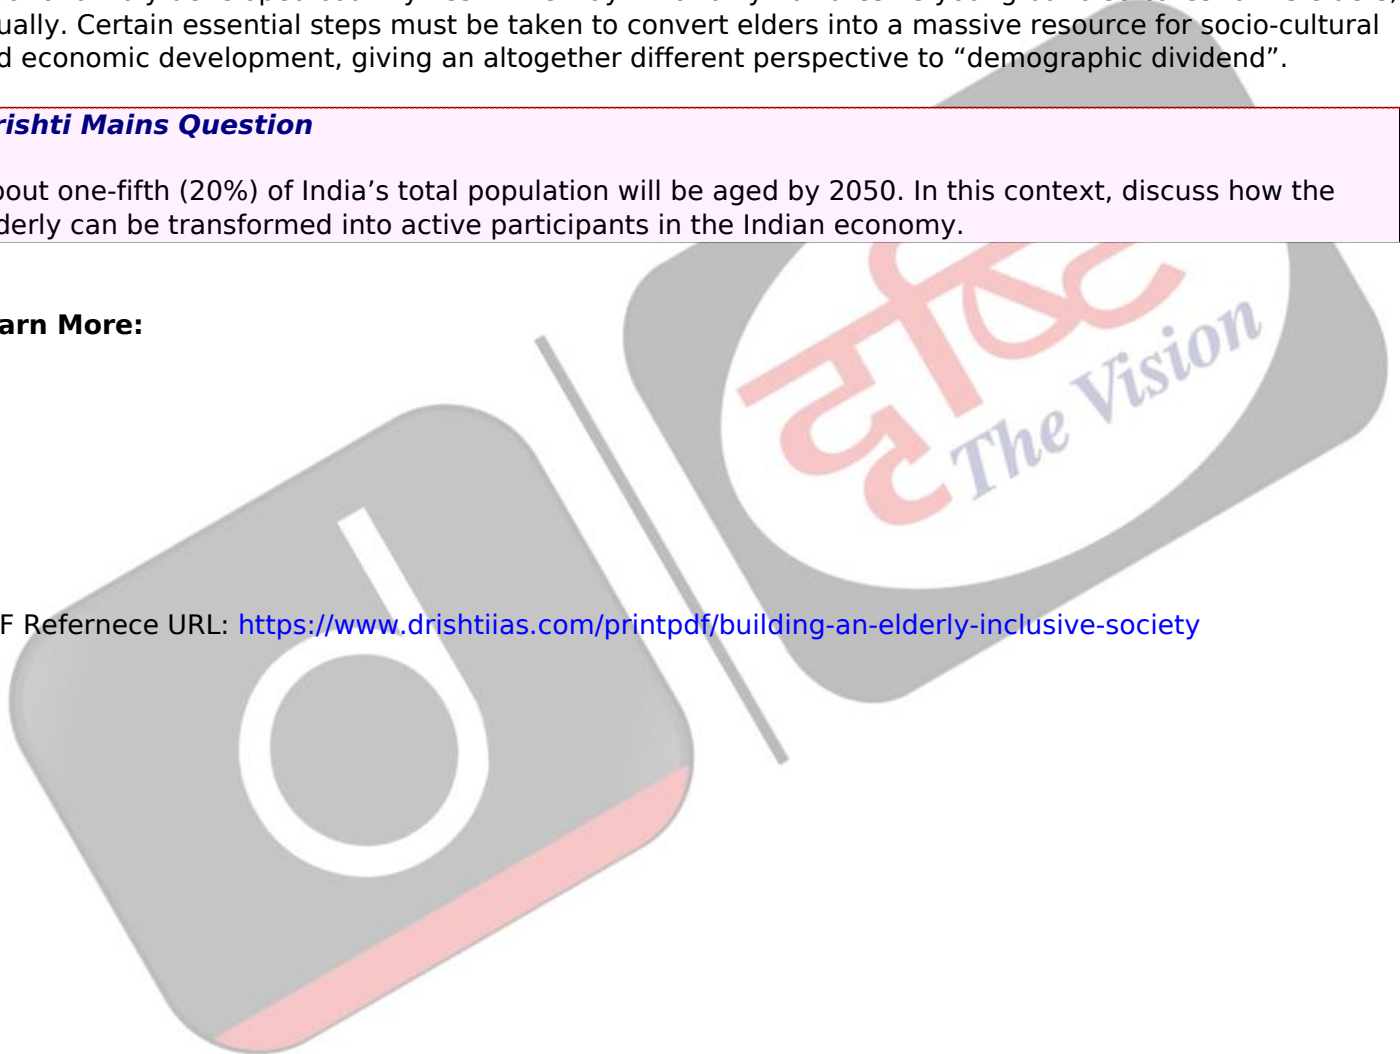 ually. Certain essential steps must be taken to convert elders into a massive resource for socio-cultural
d economic development, giving an altogether different perspective to “demographic dividend”.
rishti Mains Question
bout one-fifth (20%) of India’s total population will be aged by 2050. In this context, discuss how the
derly can be transformed into active participants in the Indian economy.
दृष्टि
The Vision
arn More:
F Refernece URL: https://www.drishtiias.com/printpdf/building-an-elderly-inclusive-society